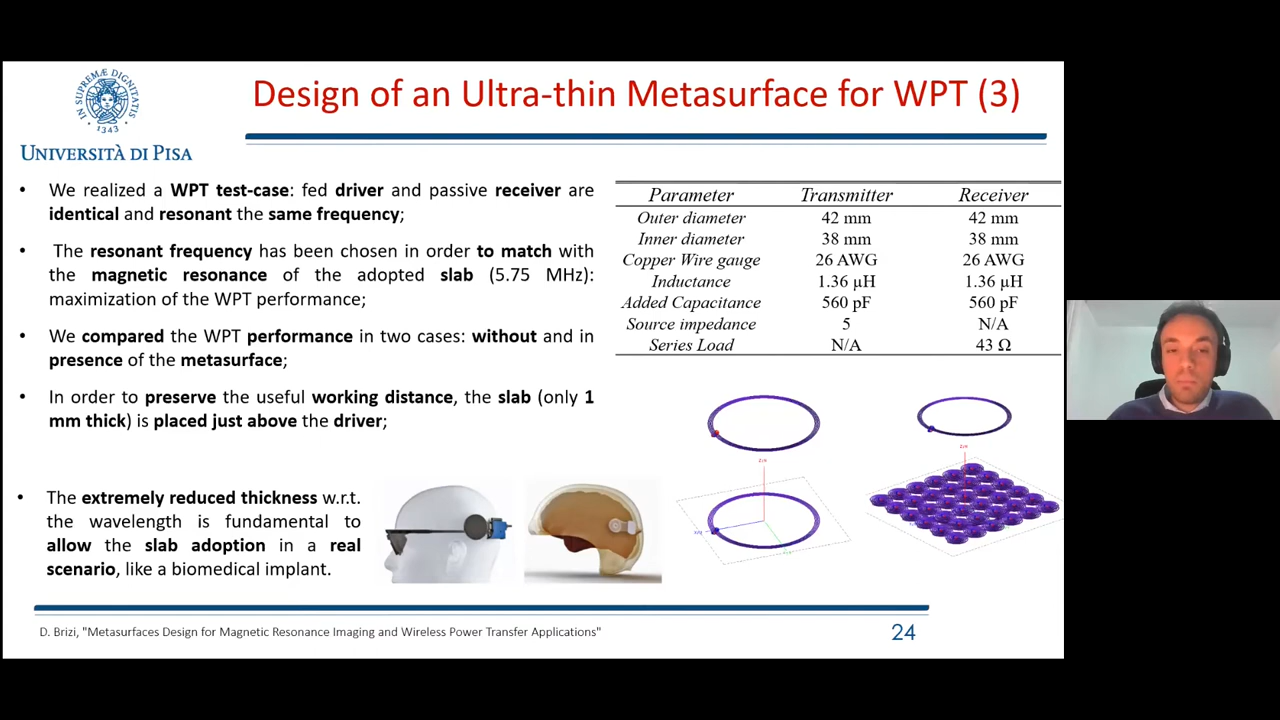 Design of an Ultra-thin Metasurface for WPT (3)
IN SUPREMÆ DIGNITATIS
1343
UNIVERSITÀ DI PISA
• We realized a WPT test-case: fed driver and passive receiver are
identical and resonant the same frequency;
• The resonant frequency has been chosen in order to match with
the magnetic resonance of the adopted slab (5.75 MHz):
maximization of the WPT performance;
• We compared the WPT performance in two cases: without and in
presence of the metasurface;
• In order to preserve the useful working distance, the slab (only 1
mm thick) is placed just above the driver;
• The extremely reduced thickness w.r.t.
the wavelength is fundamental to
allow the slab adoption in a real
scenario, like a biomedical implant.
Parameter Transmitter Receiver
Outer diameter 42 mm 42 mm
Inner diameter 38 mm 38 mm
Copper Wire gauge 26 AWG 26 AWG
Inductance 1.36 µH 1.36 µH
Added Capacitance 560 pF 560 pF
Source impedance 5 N/A
Series Load N/A 43 Ω
D. Brizi, "Metasurfaces Design for Magnetic Resonance Imaging and Wireless Power Transfer Applications"
24